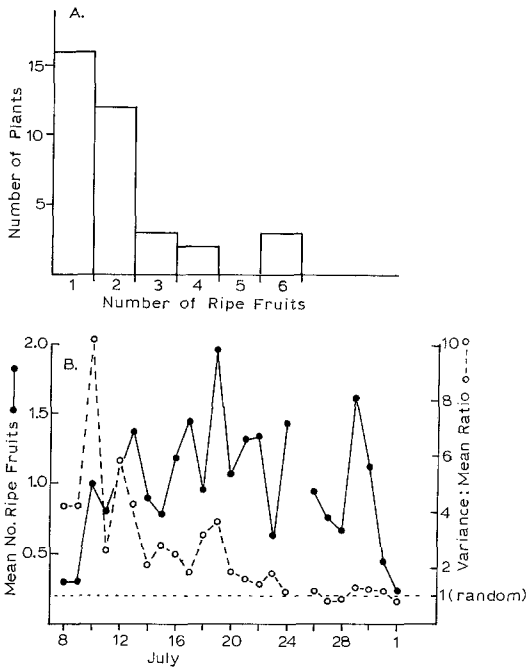 A.
Number of Plants
15
10
5
1 2 3 4 5 6
Number of Ripe Fruits
B.
Mean No. Ripe Fruits
2.0
1.5
1.0
0.5
Variance: Mean Ratio
10
8
6
4
2
1 (random)
8 12 16 20 24 28 1
July